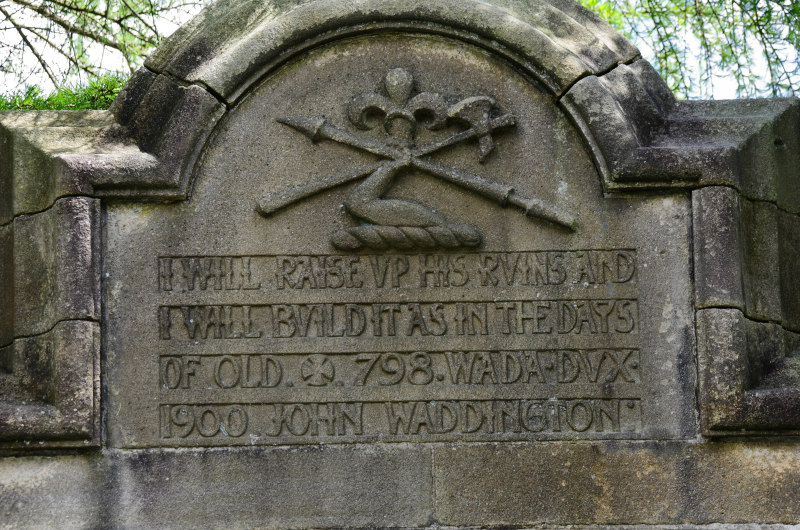 I WILL RAISE VP HIS RVINS AND
I WILL BVILD IT AS IN THE DAYS
OF OLD. ✠. 798. WADA·DVX·
1900 JOHN WADDINGTON·